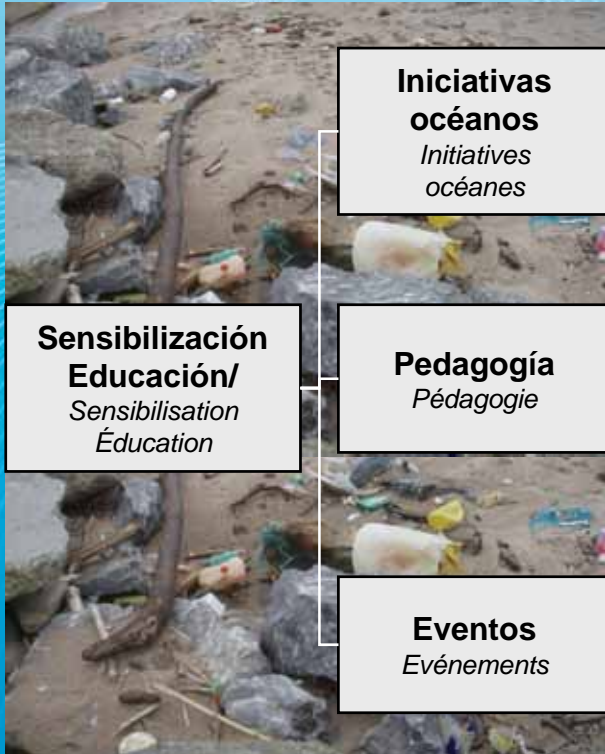 Iniciativas
océanos
Initiatives
océanes
Sensibilización
Educación/
Sensibilisation
Éducation
Pedagogía
Pédagogie
Eventos
Evénements